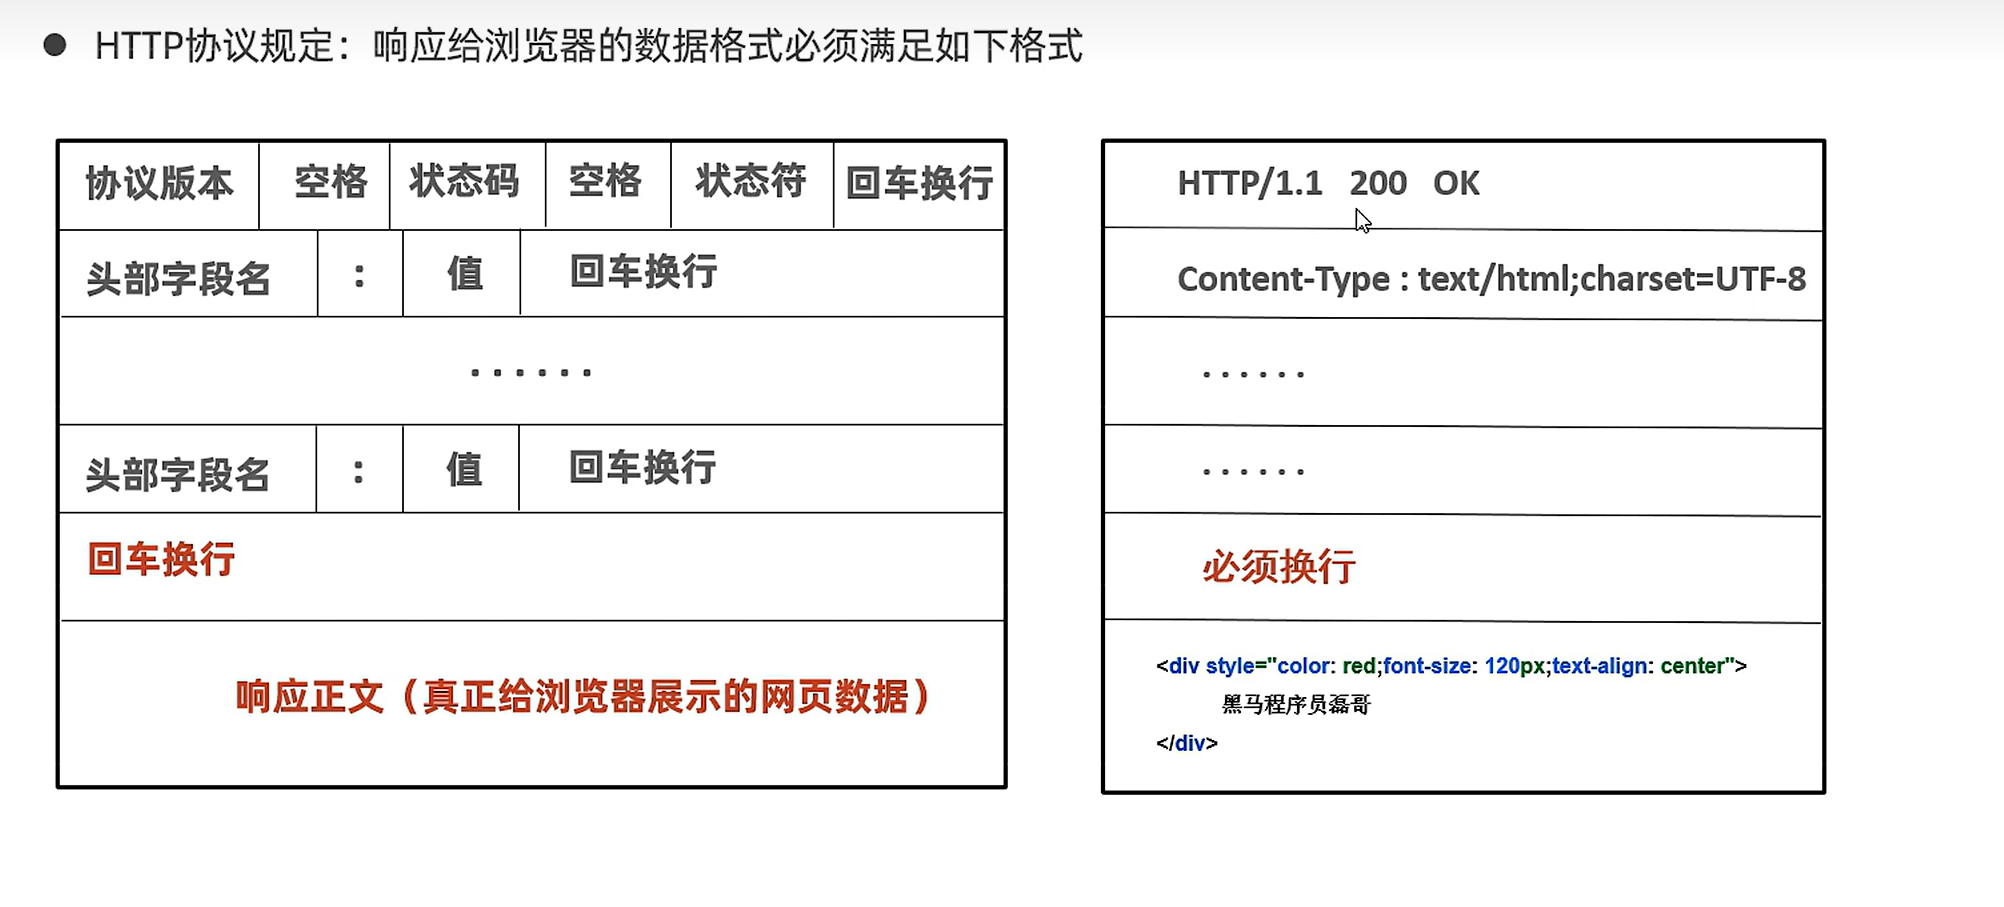 ● HTTP协议规定：响应给浏览器的数据格式必须满足如下格式
协议版本 空格 状态码 空格 状态符 回车换行
头部字段名 : 值 回车换行
......
头部字段名 : 值 回车换行
回车换行
响应正文（真正给浏览器展示的网页数据）
HTTP/1.1 200 OK
Content-Type : text/html;charset=UTF-8
......
......
必须换行
<div style="color: red;font-size: 120px;text-align: center">
黑马程序员磊哥
</div>